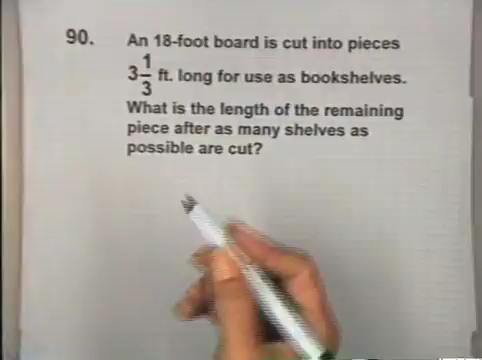 90. An 18-foot board is cut into pieces
3 1/3 ft. long for use as bookshelves.
What is the length of the remaining
piece after as many shelves as
possible are cut?